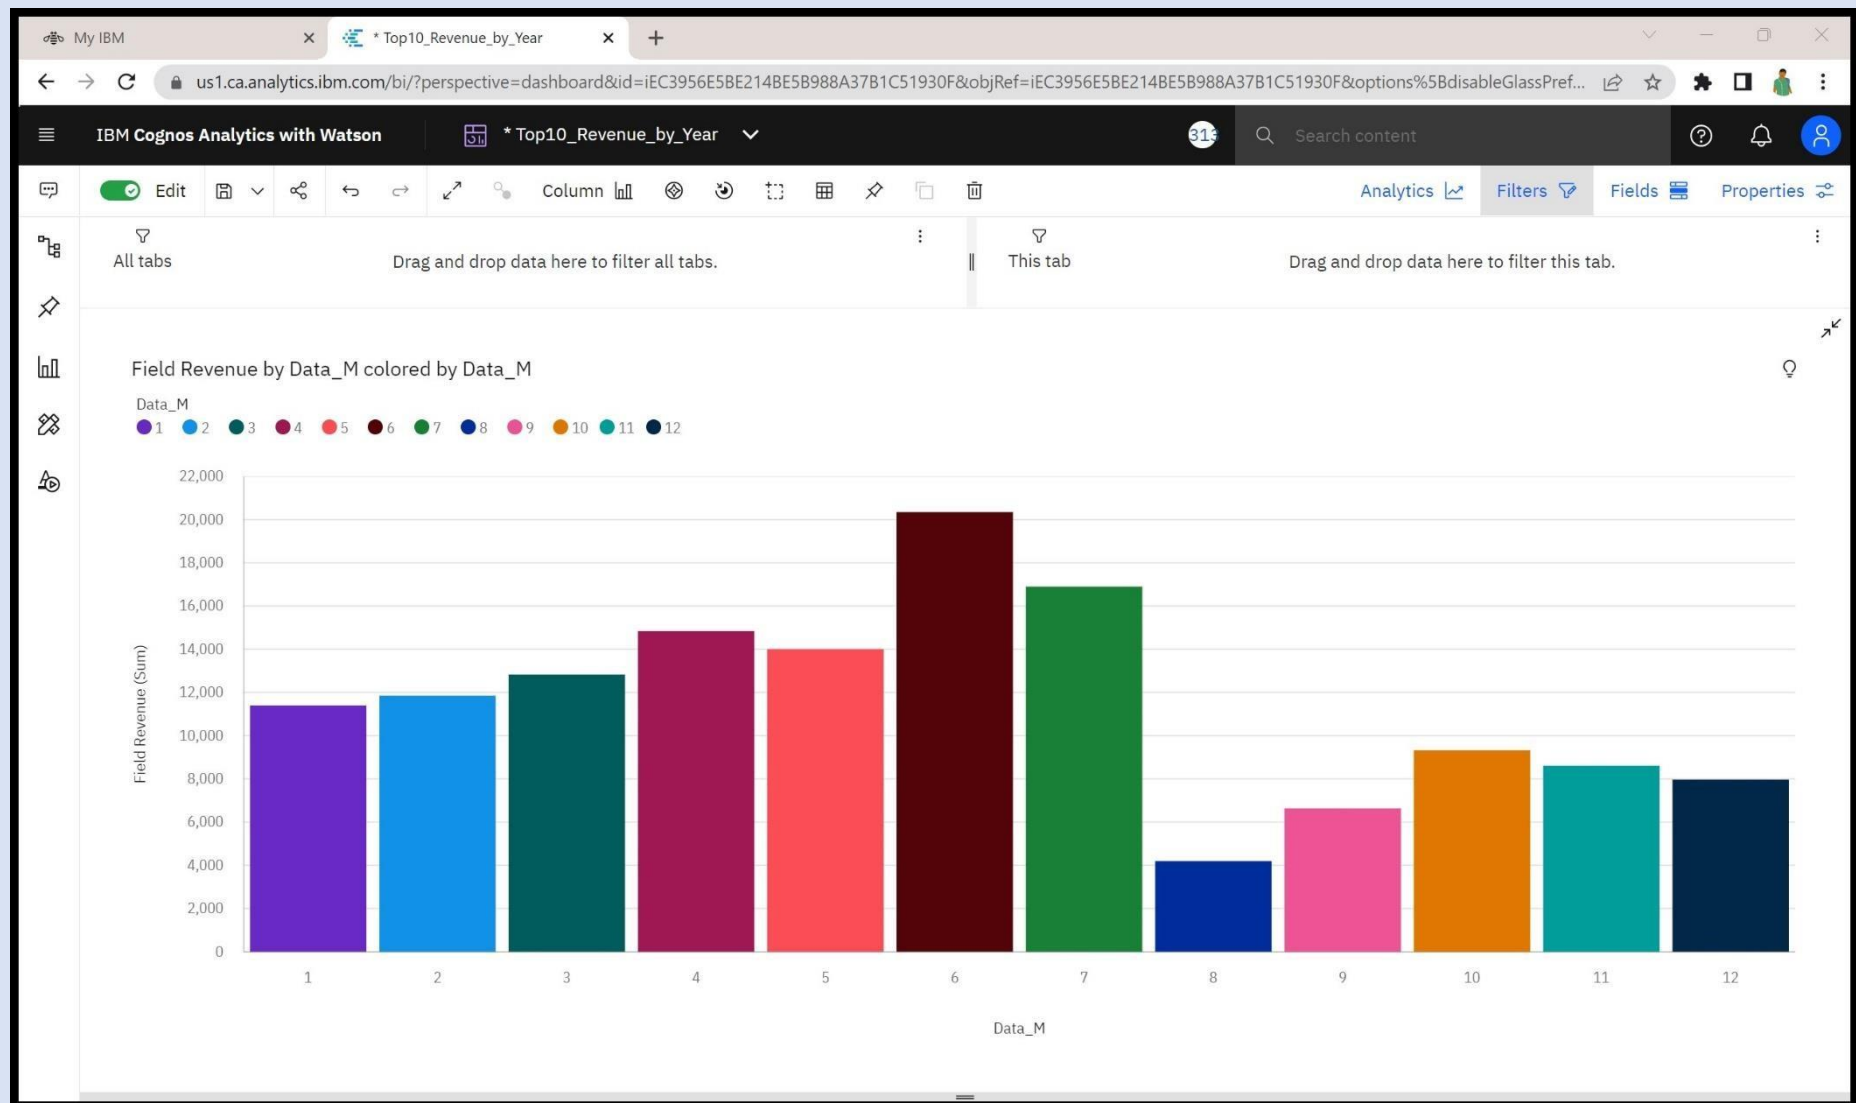 My IBM
* Top10_Revenue_by_Year
us1.ca.analytics.ibm.com/bi/?perspective=dashboard&id=iEC3956E5BE214BE5B988A37B1C51930F&objRef=iEC3956E5BE214BE5B988A37B1C51930F&options%5BdisableGlassPref...
IBM Cognos Analytics with Watson
* Top10_Revenue_by_Year
313
Search content
Edit
Column
Analytics
Filters
Fields
Properties
All tabs
Drag and drop data here to filter all tabs.
This tab
Drag and drop data here to filter this tab.
Field Revenue by Data_M colored by Data_M
Data_M
1 2 3 4 5 6 7 8 9 10 11 12
22,000
20,000
18,000
16,000
14,000
12,000
10,000
8,000
6,000
4,000
2,000
0
Field Revenue (Sum)
1 2 3 4 5 6 7 8 9 10 11 12
Data_M